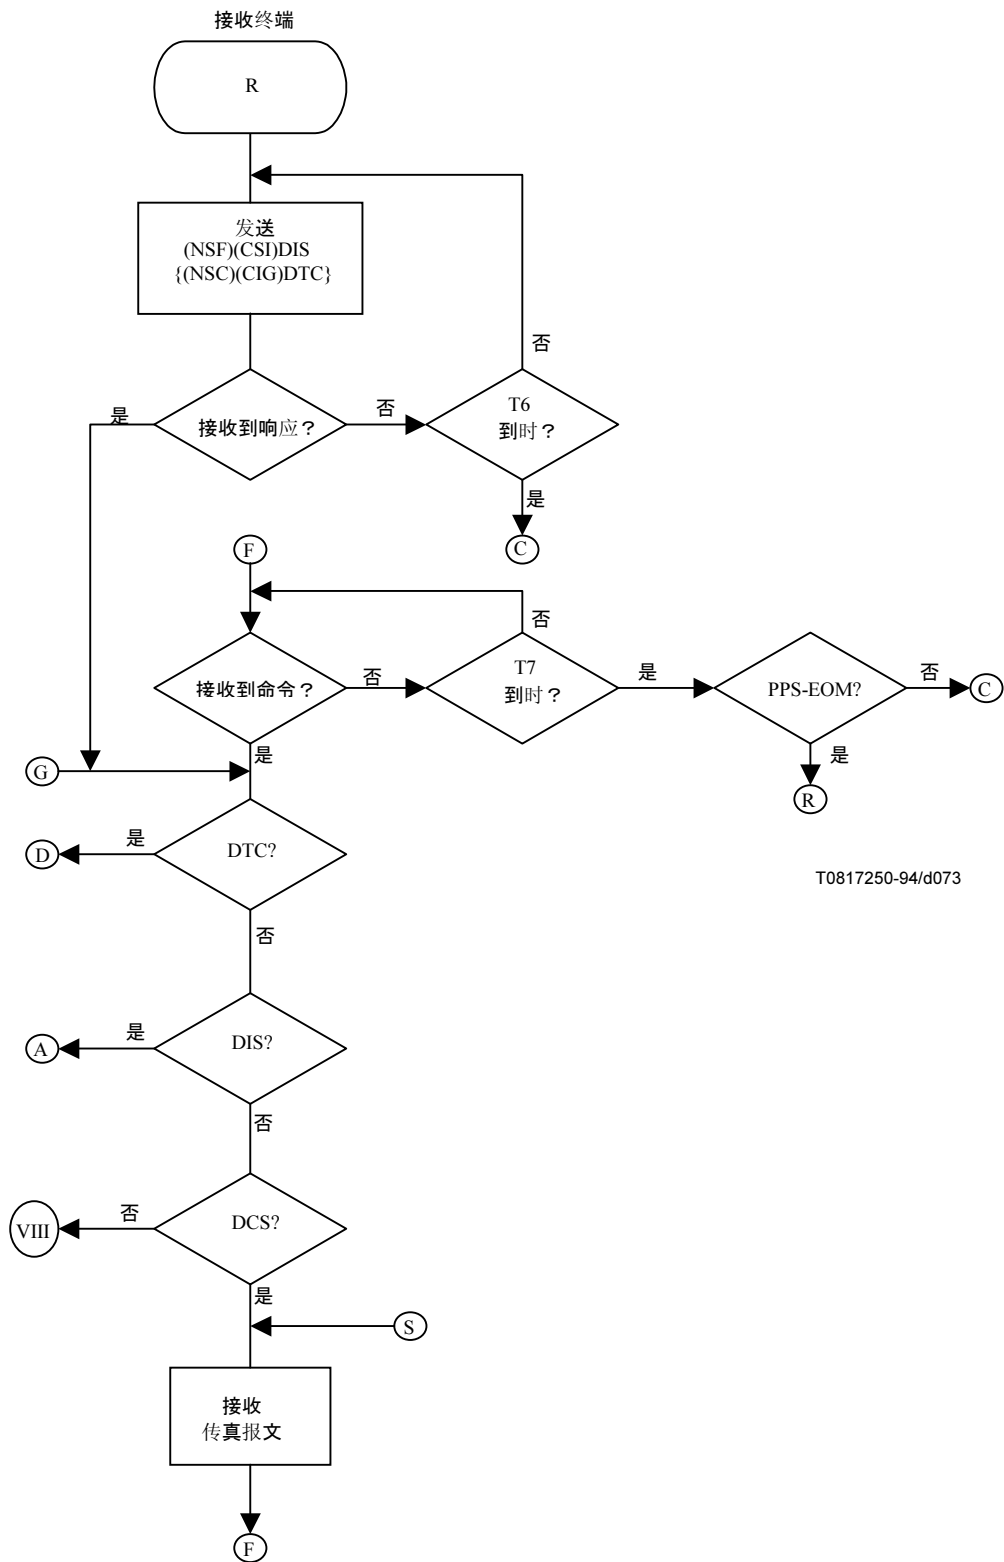 接收终端
R
发送
(NSF)(CSI)DIS
{(NSC)(CIG)DTC}
否
是
接收到响应？
否
T6
到时？
是
F
C
否
接收到命令？
否
T7
到时？
是
PPS-EOM?
否
C
是
是
G
R
是
D
DTC?
T0817250-94/d073
否
是
A
DIS?
否
否
VIII
DCS?
是
S
接收
传真报文
F